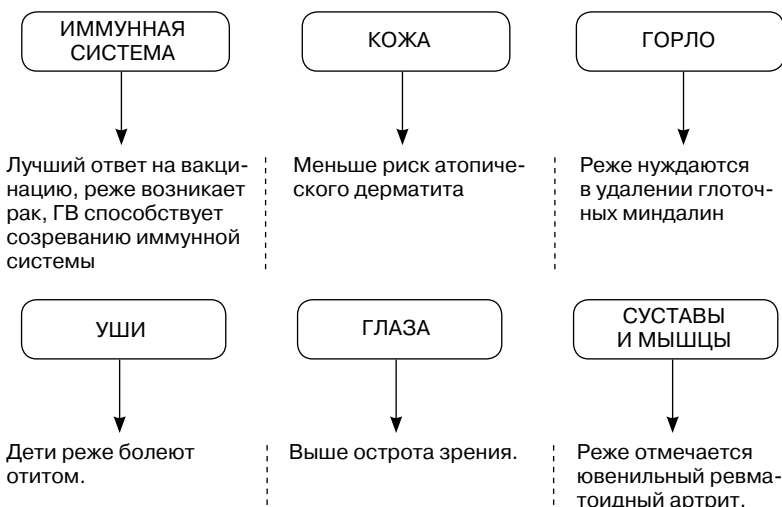 ИММУННАЯ
СИСТЕМА
КОЖА
ГОРЛО
Лучший ответ на вакци-
нацию, реже возникает
рак, ГВ способствует
созреванию иммунной
системы
Меньше риск атопиче-
ского дерматита
Реже нуждаются
в удалении глоточ-
ных миндалин
УШИ
ГЛАЗА
СУСТАВЫ
И МЫШЦЫ
Дети реже болеют
отитом.
Выше острота зрения.
Реже отмечается
ювенильный ревма-
тоидный артрит.